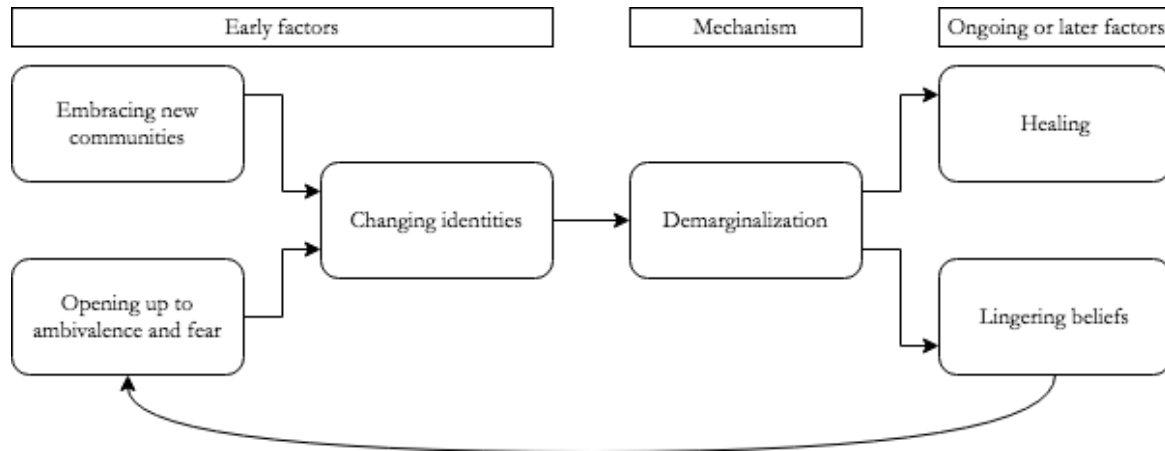 Early factors
Mechanism
Ongoing or later factors
Embracing new
communities
Healing
Changing identities
Demarginalization
Opening up to
ambivalence and fear
Lingering beliefs